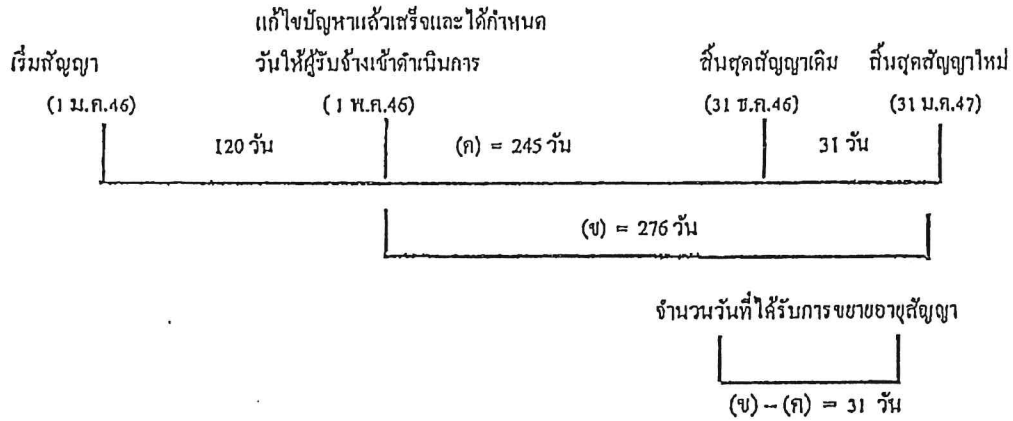 แก้ไขปัญหาแล้วเสร็จและได้กำหนด
เริ่มสัญญา วันให้ผู้รับจ้างเข้าดำเนินการ สิ้นสุดสัญญาเดิม สิ้นสุดสัญญาใหม่
(1 ม.ค.46) (1 พ.ค.46) (31 ธ.ค.46) (31 ม.ค.47)
120 วัน (ค) = 245 วัน 31 วัน
(ข) = 276 วัน
จำนวนวันที่ได้รับการขยายอายุสัญญา
(ข) – (ค) = 31 วัน